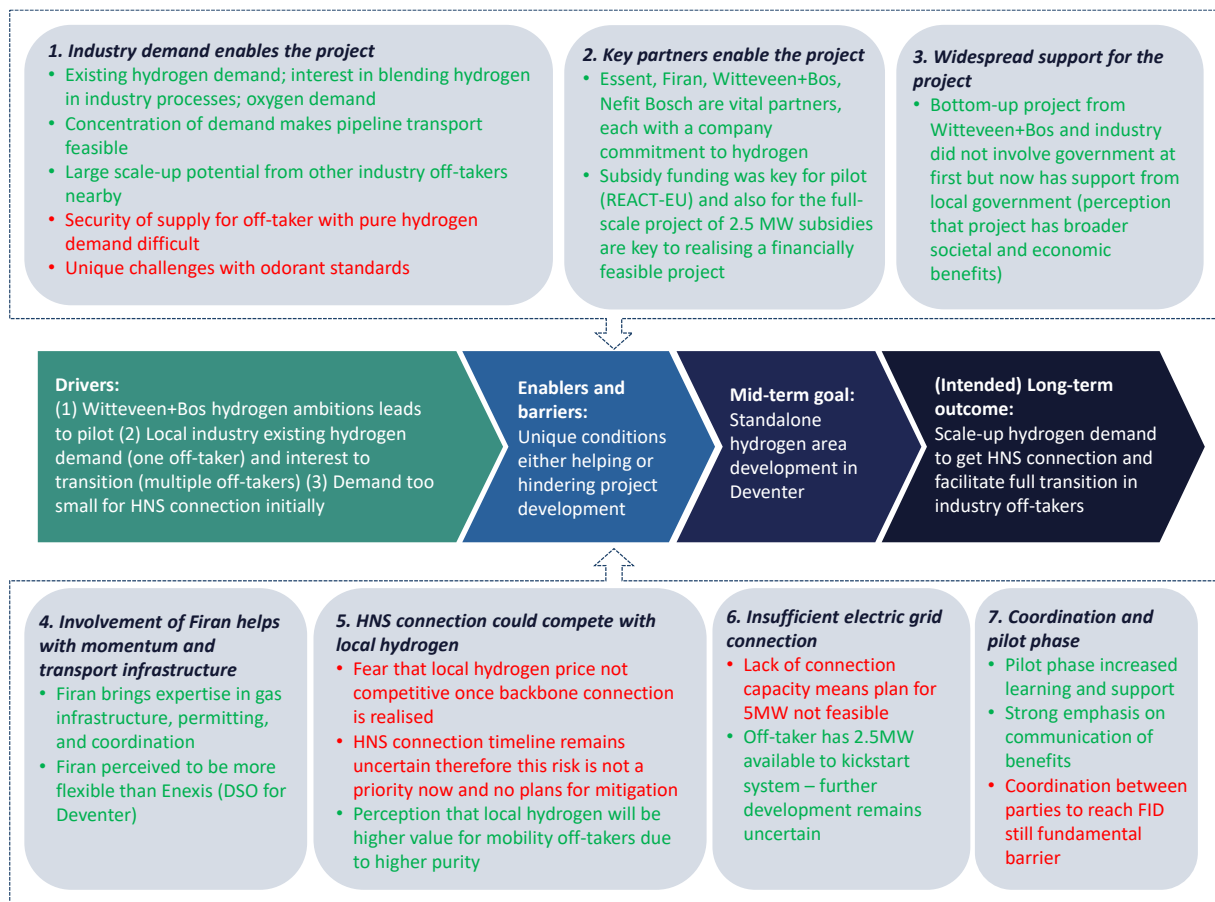 1. Industry demand enables the project
• Existing hydrogen demand; interest in blending hydrogen
in industry processes; oxygen demand
• Concentration of demand makes pipeline transport
feasible
• Large scale-up potential from other industry off-takers
nearby
• Security of supply for off-taker with pure hydrogen
demand difficult
• Unique challenges with odorant standards
2. Key partners enable the project
• Essent, Firan, Witteveen+Bos,
Nefit Bosch are vital partners,
each with a company
commitment to hydrogen
• Subsidy funding was key for pilot
(REACT-EU) and also for the full-
scale project of 2.5 MW subsidies
are key to realising a financially
feasible project
3. Widespread support for the
project
• Bottom-up project from
Witteveen+Bos and industry
did not involve government at
first but now has support from
local government (perception
that project has broader
societal and economic
benefits)
Drivers:
(1) Witteveen+Bos hydrogen ambitions leads
to pilot (2) Local industry existing hydrogen
demand (one off-taker) and interest to
transition (multiple off-takers) (3) Demand too
small for HNS connection initially
Enablers and
barriers:
Unique conditions
either helping or
hindering project
development
Mid-term goal:
Standalone
hydrogen area
development in
Deventer
(Intended) Long-term
outcome:
Scale-up hydrogen demand
to get HNS connection and
facilitate full transition in
industry off-takers
4. Involvement of Firan helps
with momentum and
transport infrastructure
• Firan brings expertise in gas
infrastructure, permitting,
and coordination
• Firan perceived to be more
flexible than Enexis (DSO for
Deventer)
5. HNS connection could compete with
local hydrogen
• Fear that local hydrogen price not
competitive once backbone connection
is realised
• HNS connection timeline remains
uncertain therefore this risk is not a
priority now and no plans for mitigation
• Perception that local hydrogen will be
higher value for mobility off-takers due
to higher purity
6. Insufficient electric grid
connection
• Lack of connection
capacity means plan for
5MW not feasible
• Off-taker has 2.5MW
available to kickstart
system – further
development remains
uncertain
7. Coordination and
pilot phase
• Pilot phase increased
learning and support
• Strong emphasis on
communication of
benefits
• Coordination between
parties to reach FID
still fundamental
barrier